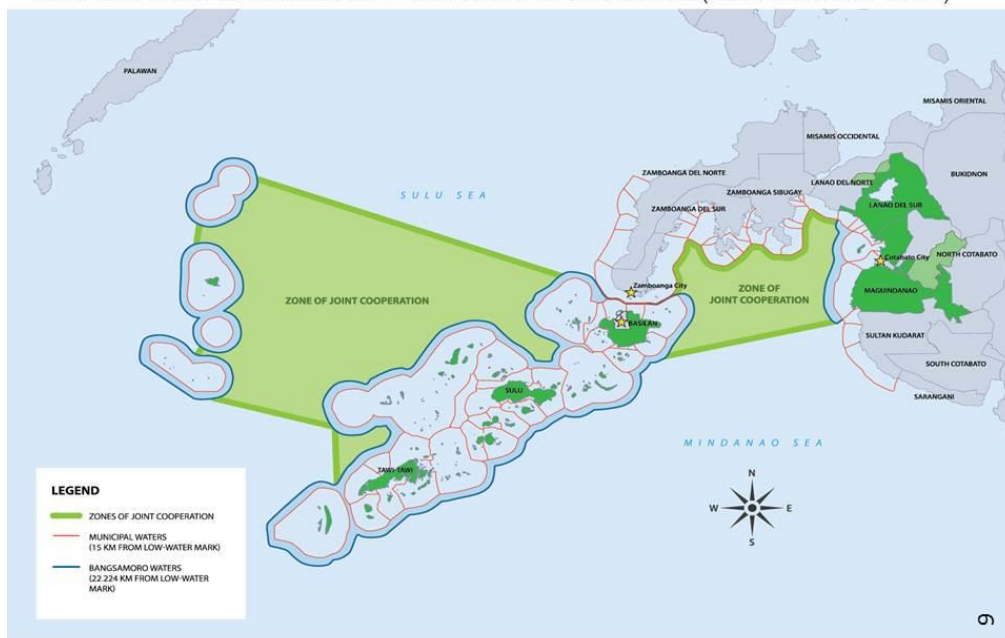 PALAWAN
MISAMIS ORIENTAL
MISAMIS OCCIDENTAL
ZAMBOANGA DEL NORTE
LANAO DEL NORTE
BUKIDNON
ZAMBOANGA SIBUGAY
SULU SEA
LANAO DEL SUR
ZAMBOANGA DEL SUR
NORTH COTABATO
Cotabato City
ZONE OF JOINT COOPERATION
ZONE OF
JOINT COOPERATION
Zamboanga City
MAGUINDANAO
BASILAN
SULTAN KUDARAT
SOUTH COTABATO
SULU
SARANGANI
MINDANAO SEA
TAWI-TAWI
N
W
E
S
LEGEND
ZONES OF JOINT COOPERATION
MUNICIPAL WATERS
(15 KM FROM LOW-WATER
MARK)
BANGSAMORO WATERS
(22.224 KM FROM LOW-WATER
MARK)
9